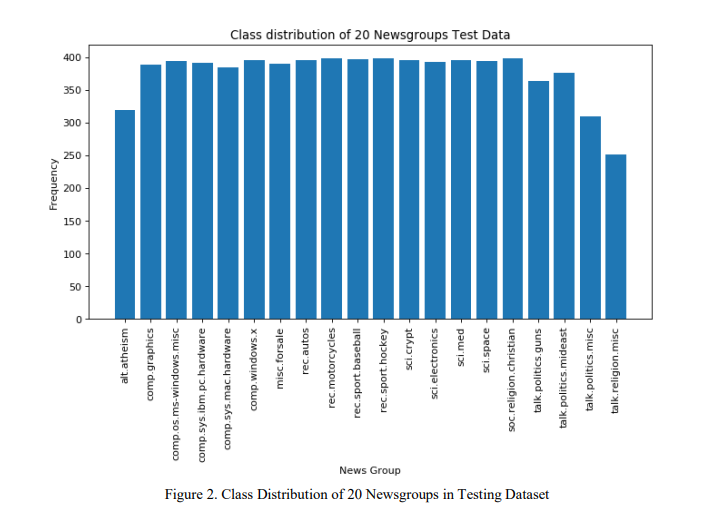 Class distribution of 20 Newsgroups Test Data
400
350
300
250
200
150
100
50
0
Frequency
alt.atheism
comp.graphics
comp.os.ms-windows.misc
comp.sys.ibm.pc.hardware
comp.sys.mac.hardware
comp.windows.x
misc.forsale
rec.autos
rec.motorcycles
rec.sport.baseball
rec.sport.hockey
sci.crypt
sci.electronics
sci.med
sci.space
soc.religion.christian
talk.politics.guns
talk.politics.mideast
talk.politics.misc
talk.religion.misc
News Group
Figure 2. Class Distribution of 20 Newsgroups in Testing Dataset